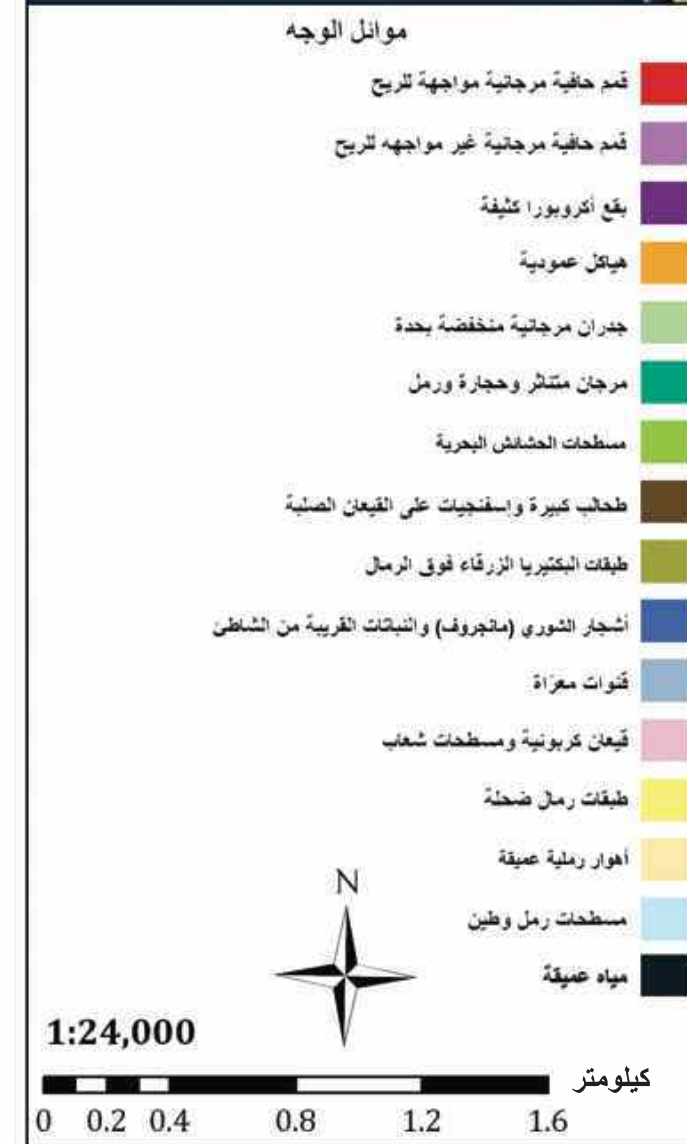 موائل الوجه
قمم حافية مرجانية مواجهة للريح
قمم حافية مرجانية غير مواجهه للريح
بقع أكروبورا كثيفة
هياكل عمودية
جدران مرجانية منخفضة بحدة
مرجان متناثر وحجارة ورمل
مسطحات الحشائش البحرية
طحالب كبيرة وإسفنجيات على القيعان الصلبة
طبقات البكتيريا الزرقاء فوق الرمال
أشجار الشوري (مانجروف) والنباتات القريبة من الشاطئ
قنوات معراة
قيعان كربونية ومسطحات شعاب
طبقات رمال ضحلة
أهوار رملية عميقة
مسطحات رمل وطين
مياه عميقة
N
1:24,000
كيلومتر
0 0.2 0.4 0.8 1.2 1.6